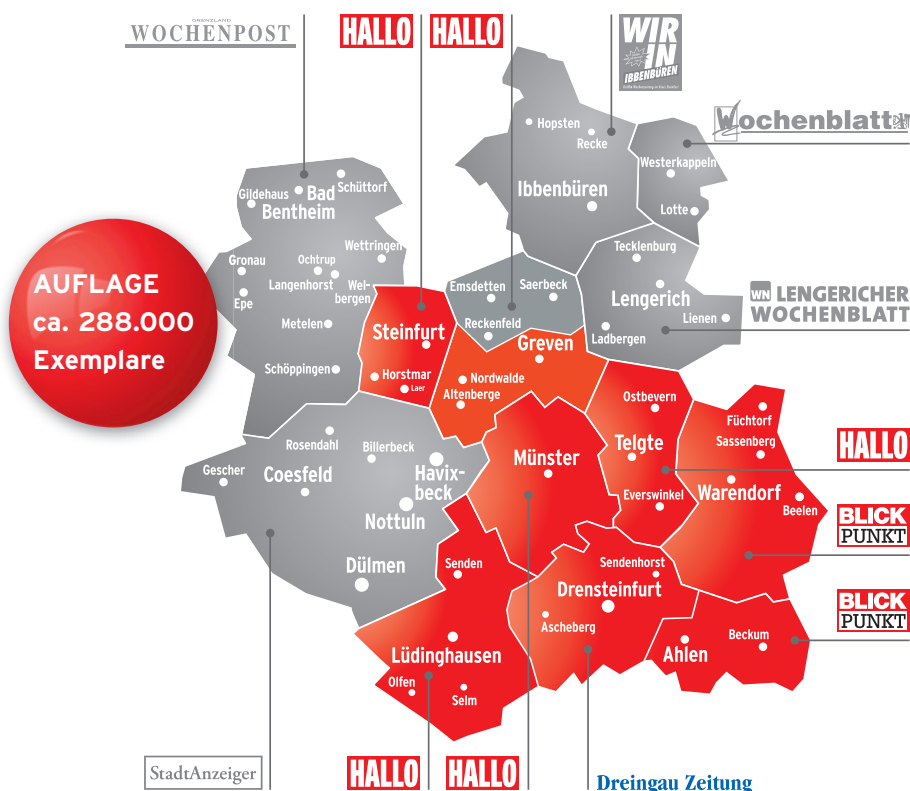 GRENZLAND
WOCHENPOST
HALLO
HALLO
WIR
IN
IBBENBÜREN
Wochenblatt
Hopsten
Recke
Westerkappeln
Ibbenbüren
Lotte
Gildehaus
Bad
Bentheim
Schüttorf
Tecklenburg
Wettringen
Gronau
Ochtrup
Langenhorst
Wel-
bergen
Epe
Emsdetten
Saerbeck
Lengerich
WN LENGERICHER
WOCHENBLATT
AUFLAGE
ca. 288.000
Exemplare
Metelen
Steinfurt
Reckenfeld
Lienen
Ladbergen
Greven
Schöppingen
Horstmar
Laer
Nordwalde
Altenberge
Ostbevern
Füchtorf
Sassenberg
Rosendahl
Billerbeck
Telgte
HALLO
Gescher
Coesfeld
Havix-
beck
Münster
Everswinkel
Warendorf
Beelen
Nottuln
BLICK
PUNKT
Dülmen
Senden
Sendenhorst
Drensteinfurt
Ascheberg
BLICK
PUNKT
Beckum
Ahlen
Lüdinghausen
Olfen
Selm
StadtAnzeiger
HALLO
HALLO
Dreingau Zeitung